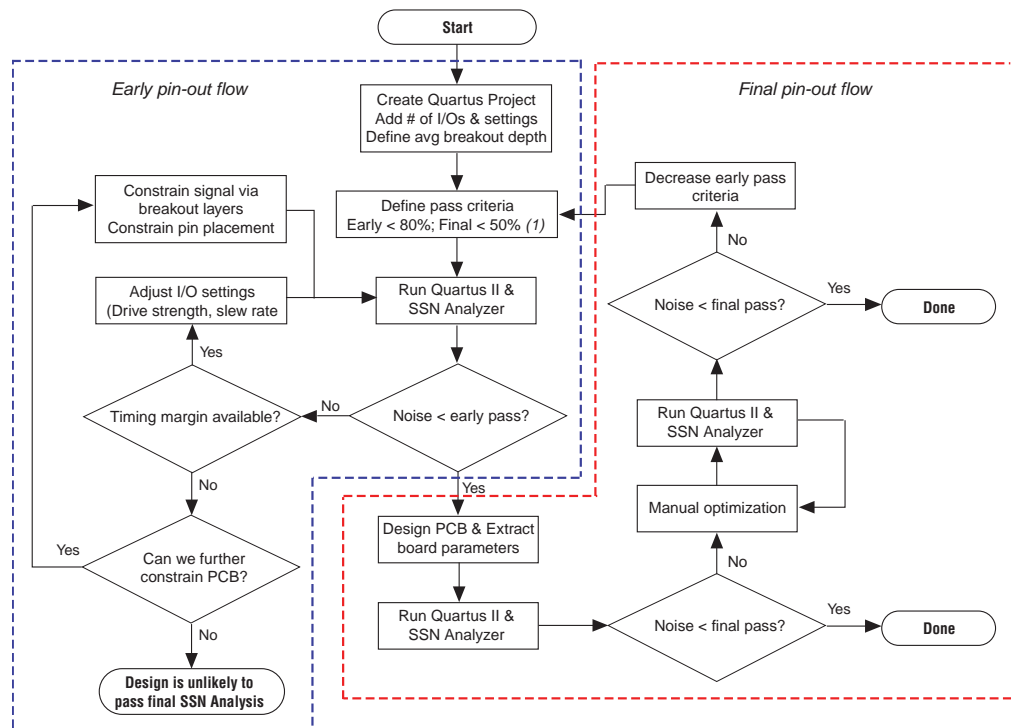 Start
Early pin-out flow
Final pin-out flow
Create Quartus Project
Add # of I/Os & settings
Define avg breakout depth
Constrain signal via
breakout layers
Constrain pin placement
Define pass criteria
Early < 80%; Final < 50% (1)
Decrease early pass
criteria
No
Adjust I/O settings
(Drive strength, slew rate
Run Quartus II &
SSN Analyzer
Noise < final pass?
Yes
Done
Yes
Timing margin available?
No
Noise < early pass?
Run Quartus II &
SSN Analyzer
No
Yes
Manual optimization
Design PCB & Extract
board parameters
Yes
Can we further
constrain PCB?
No
Run Quartus II &
SSN Analyzer
Noise < final pass?
Yes
Done
No
Design is unlikely to
pass final SSN Analysis